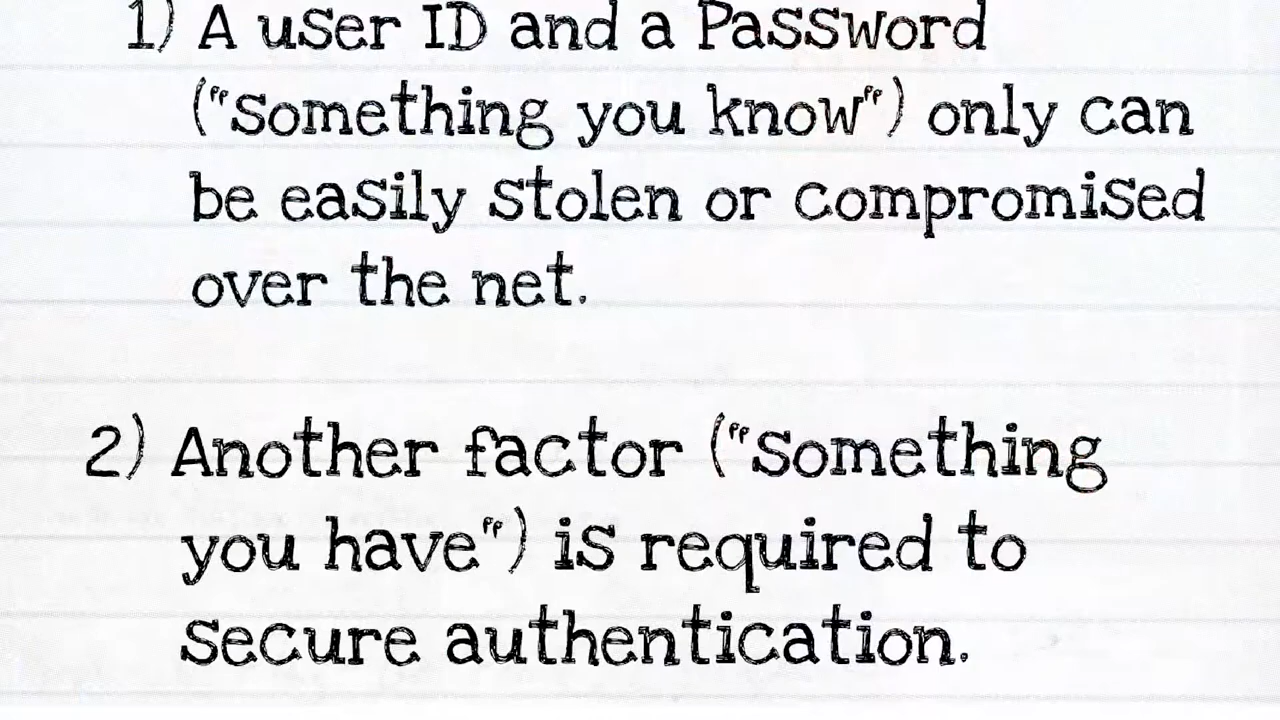 1) A user ID and a Password
("Something you know") only can
be easily stolen or compromised
over the net.
2) Another factor ("Something
you have") is required to
secure authentication.